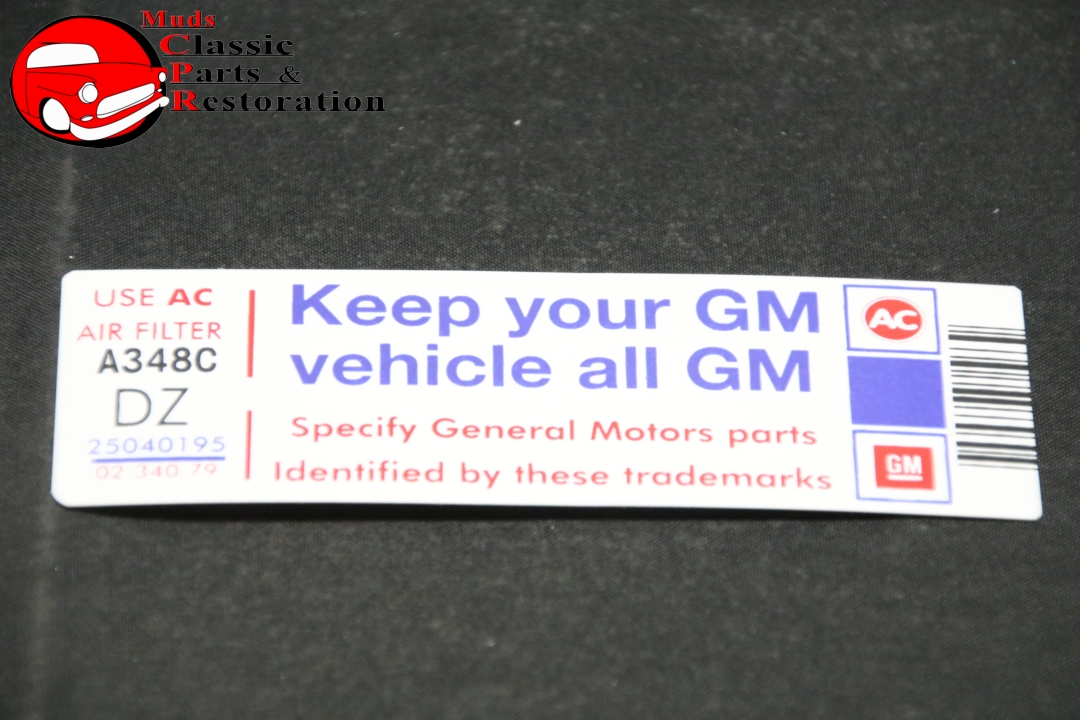 Muds
Classic
Parts &
Restoration
USE AC
AIR FILTER
A348C
DZ
25040195
02 340 79
Keep your GM
vehicle all GM
Specify General Motors parts
Identified by these trademarks
AC
GM